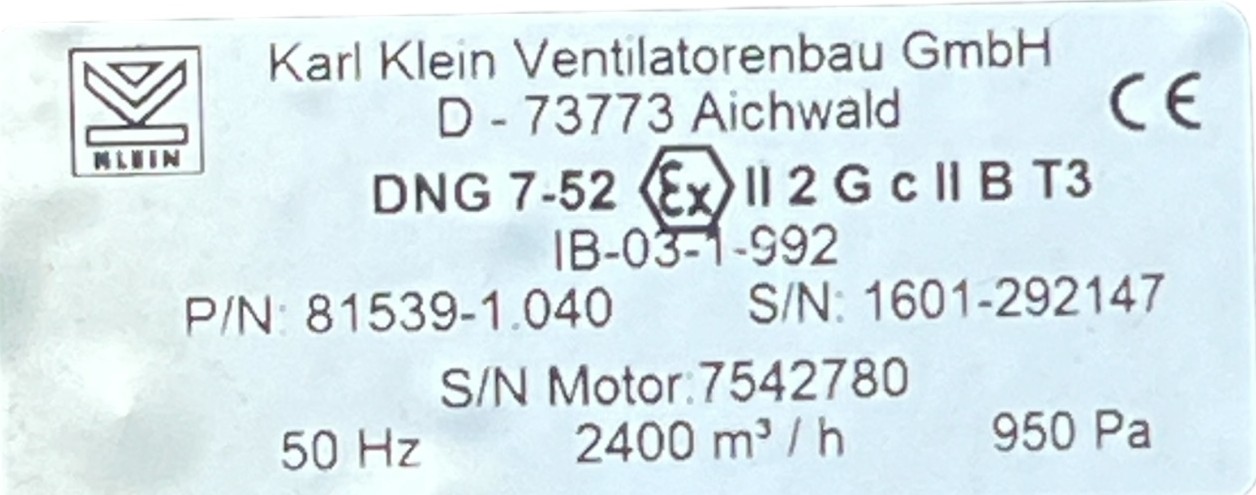 Karl Klein Ventilatorenbau GmbH
D - 73773 Aichwald
CE
KLEIN
DNG 7-52 Ex II 2 G c II B T3
IB-03-1-992
P/N: 81539-1.040 S/N: 1601-292147
S/N Motor:7542780
50 Hz 2400 m³ / h 950 Pa